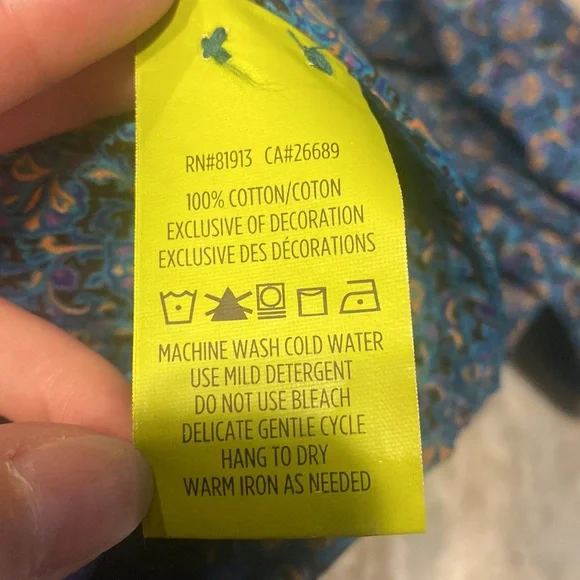 RN#81913 CA#26689
100% COTTON/COTON
EXCLUSIVE OF DECORATION
EXCLUSIVE DES DÉCORATIONS
MACHINE WASH COLD WATER
USE MILD DETERGENT
DO NOT USE BLEACH
DELICATE GENTLE CYCLE
HANG TO DRY
WARM IRON AS NEEDED